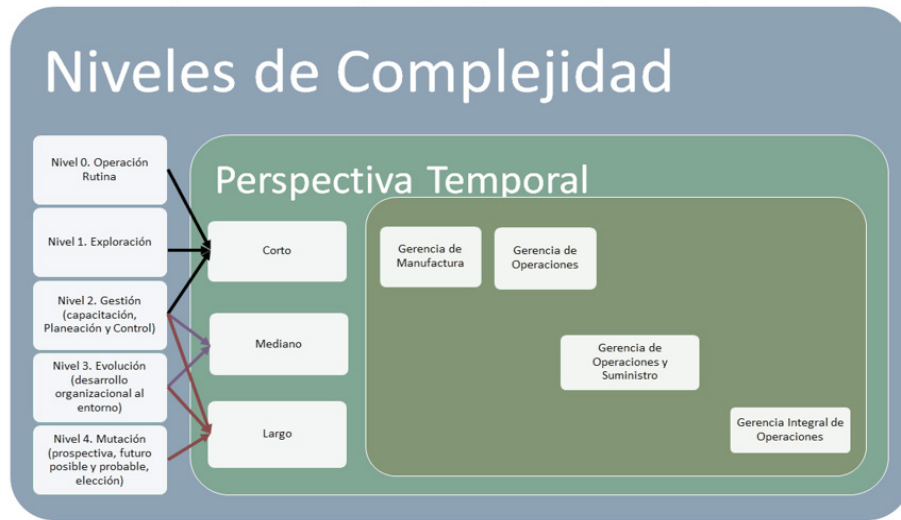 Niveles de Complejidad
Nivel 0. Operación
Rutina
Nivel 1. Exploración
Nivel 2. Gestión
(capacitación,
Planeación y Control)
Nivel 3. Evolución
(desarrollo
organizacional al
entorno)
Nivel 4. Mutación
(prospectiva, futuro
posible y probable,
elección)
Perspectiva Temporal
Corto
Mediano
Largo
Gerencia de
Manufactura
Gerencia de
Operaciones
Gerencia de
Operaciones y
Suministro
Gerencia Integral de
Operaciones